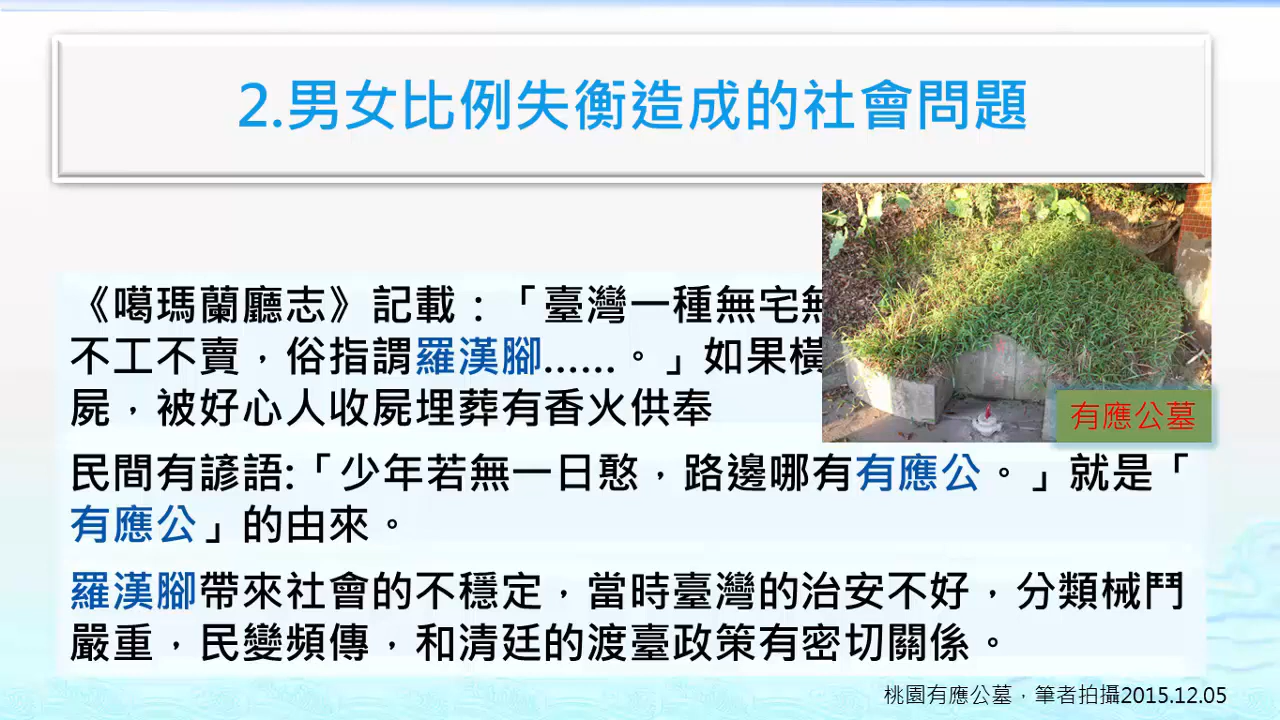 2.男女比例失衡造成的社會問題
《噶瑪蘭廳志》記載：「臺灣一種無宅無
不工不賣，俗指謂羅漢腳……。」如果橫
屍，被好心人收屍埋葬有香火供奉
有應公墓
民間有諺語:「少年若無一日憨，路邊哪有有應公。」就是「
有應公」的由來。
羅漢腳帶來社會的不穩定，當時臺灣的治安不好，分類械鬥
嚴重，民變頻傳，和清廷的渡臺政策有密切關係。
桃園有應公墓，筆者拍攝2015.12.05